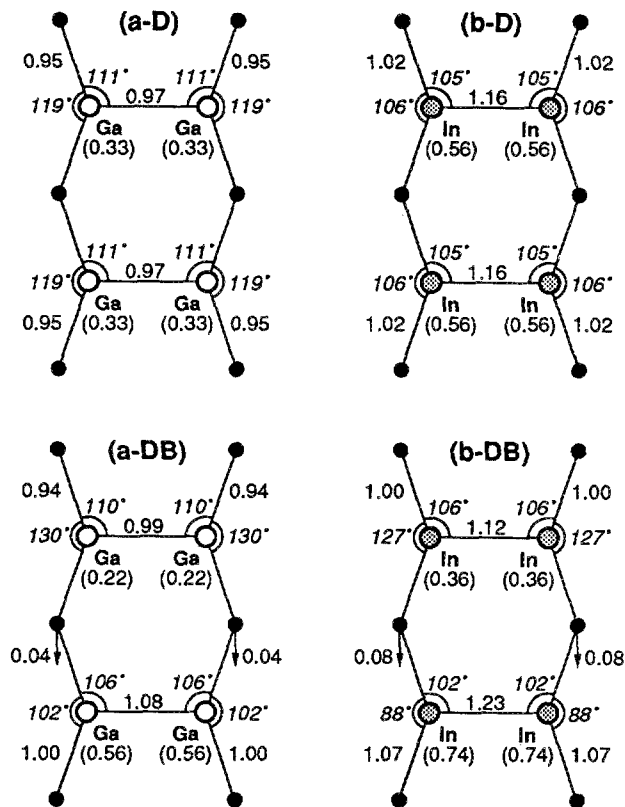 (a-D) (b-D)
0.95 111° 111° 0.95 1.02 105° 105° 1.02
119° 0.97 119° 106° 1.16 106°
Ga Ga In In
(0.33) (0.33) (0.56) (0.56)
111° 111° 105° 105°
119° 0.97 119° 106° 1.16 106°
Ga Ga In In
0.95 (0.33) (0.33) 0.95 1.02 (0.56) (0.56) 1.02
(a-DB) (b-DB)
0.94 110° 110° 0.94 1.00 106° 106° 1.00
130° 0.99 130° 127° 1.12 127°
Ga Ga In In
(0.22) (0.22) (0.36) (0.36)
0.04 0.04 0.08 0.08
106° 106° 102° 102°
102° 1.08 102° 88° 1.23 88°
Ga Ga In In
1.00 (0.56) (0.56) 1.00 1.07 (0.74) (0.74) 1.07